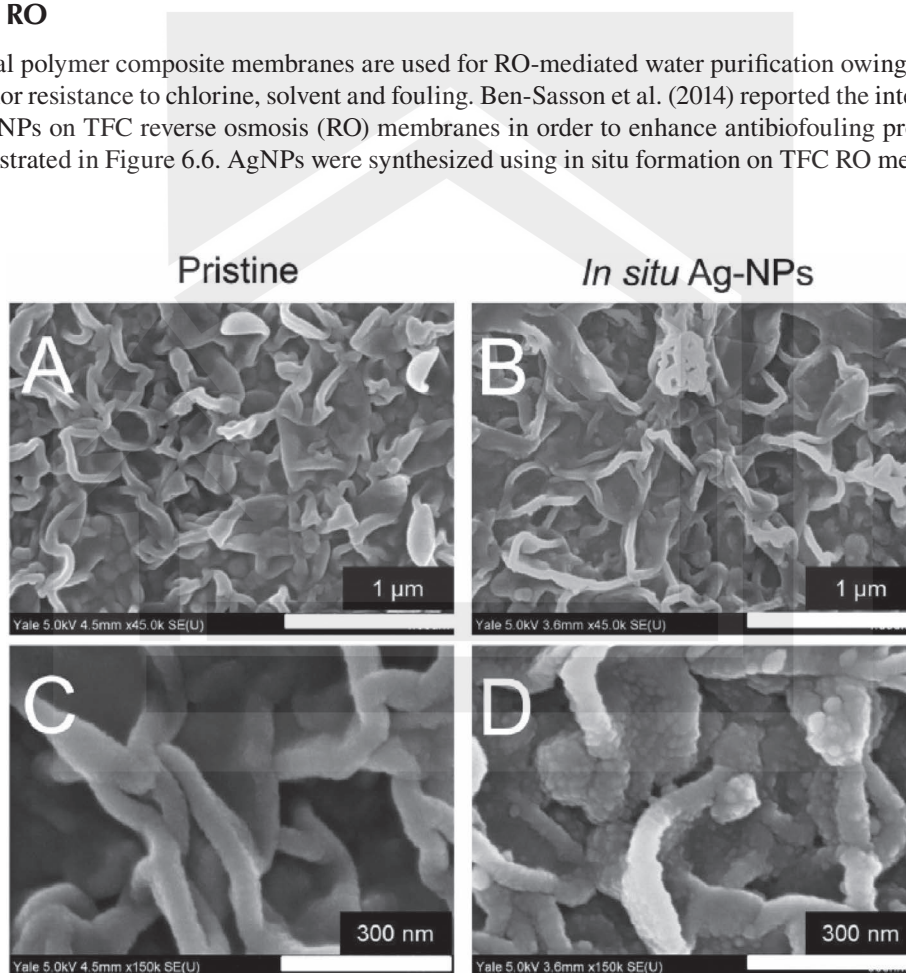 RO
al polymer composite membranes are used for RO-mediated water purification owing
or resistance to chlorine, solvent and fouling. Ben-Sasson et al. (2014) reported the
NPs on TFC reverse osmosis (RO) membranes in order to enhance antibiofouling
strated in Figure 6.6. AgNPs were synthesized using in situ formation on TFC RO
Pristine
In situ Ag-NPs
A
B
1 µm
1 µm
Yale 5.0kV 4.5mm x45.0k SE(U)
Yale 5.0kV 3.6mm x45.0k SE(U)
C
D
300 nm
300 nm
Yale 5.0kV 4.5mm x150k SE(U)
Yale 5.0kV 3.6mm x150k SE(U)